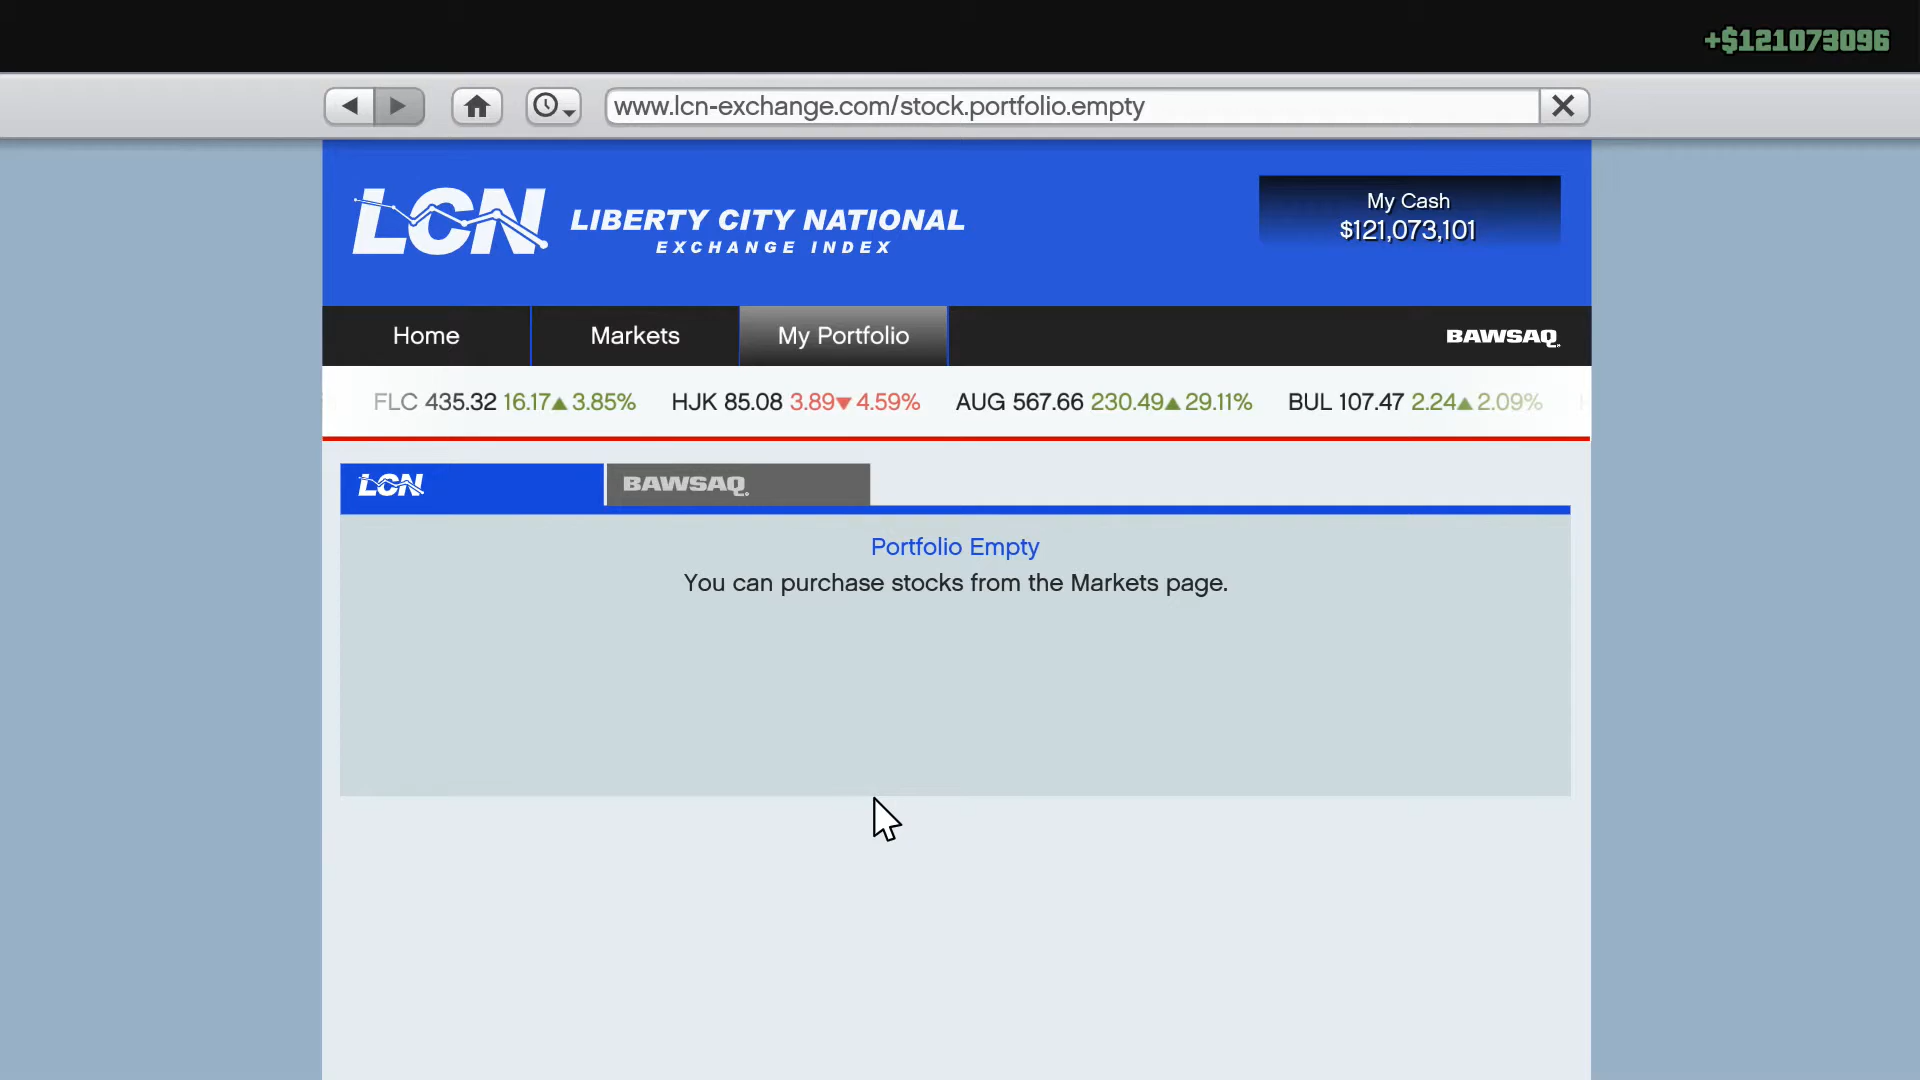 +$121073096
www.lcn-exchange.com/stock.portfolio.empty
LCN LIBERTY CITY NATIONAL
EXCHANGE INDEX
My Cash
$121,073,101
Home Markets My Portfolio BAWSAQ
FLC 435.32 16.17▲3.85% HJK 85.08 3.89▼4.59% AUG 567.66 230.49▲29.11% BUL 107.47 2.24▲2.09%
LCN BAWSAQ
Portfolio Empty
You can purchase stocks from the Markets page.